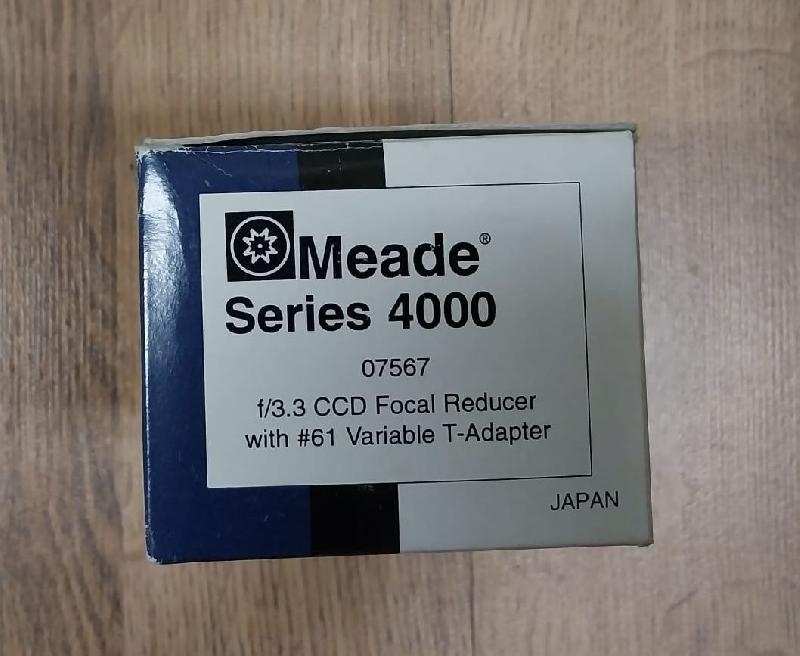 Meade®
Series 4000
07567
f/3.3 CCD Focal Reducer
with #61 Variable T-Adapter
JAPAN